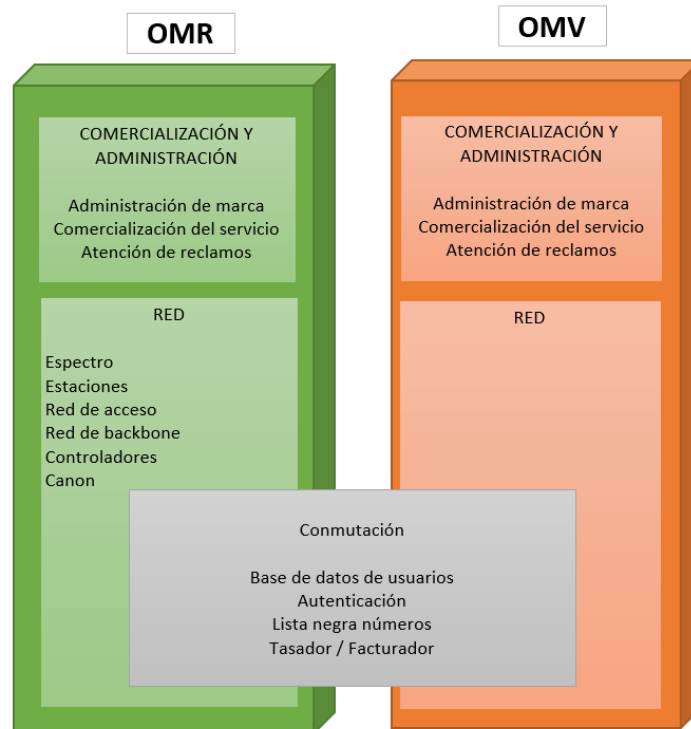 OMR
COMERCIALIZACIÓN Y
ADMINISTRACIÓN
Administración de marca
Comercialización del servicio
Atención de reclamos
RED
Espectro
Estaciones
Red de acceso
Red de backbone
Controladores
Canon
OMV
COMERCIALIZACIÓN Y
ADMINISTRACIÓN
Administración de marca
Comercialización del servicio
Atención de reclamos
RED
Conmutación
Base de datos de usuarios
Autenticación
Lista negra números
Tasador / Facturador